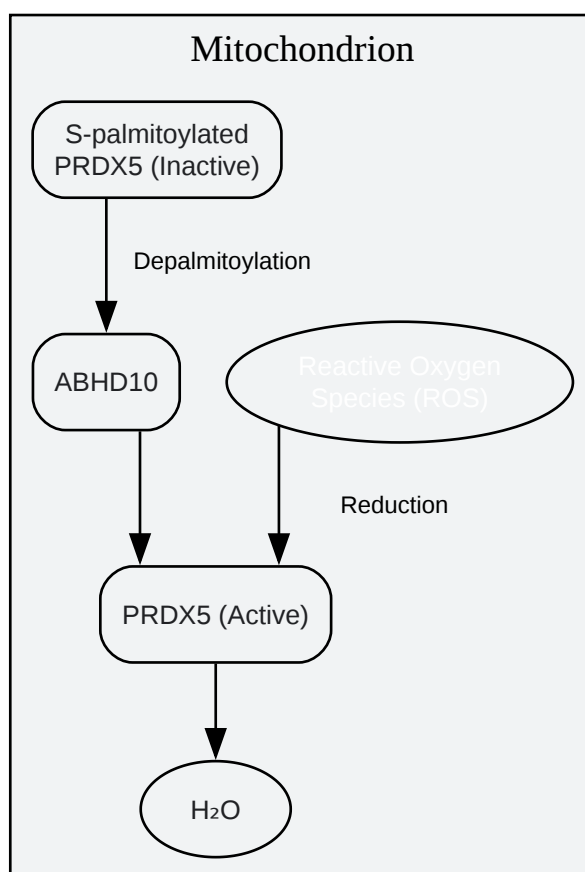 Mitochondrion
S-palmitoylated
PRDX5 (Inactive)
Depalmitoylation
ABHD10
Reactive Oxygen
Species (ROS)
Reduction
PRDX5 (Active)
H₂O